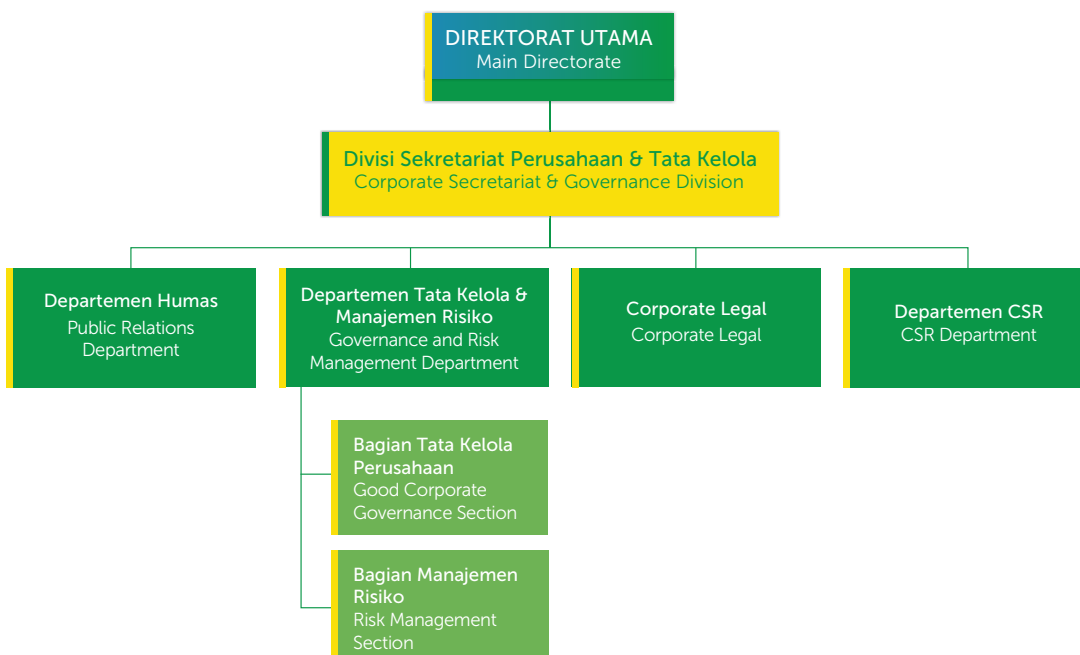 DIREKTORAT UTAMA
Main Directorate
Divisi Sekretariat Perusahaan & Tata Kelola
Corporate Secretariat & Governance Division
Departemen Humas
Public Relations
Department
Departemen Tata Kelola &
Manajemen Risiko
Governance and Risk
Management Department
Corporate Legal
Corporate Legal
Departemen CSR
CSR Department
Bagian Tata Kelola
Perusahaan
Good Corporate
Governance Section
Bagian Manajemen
Risiko
Risk Management
Section